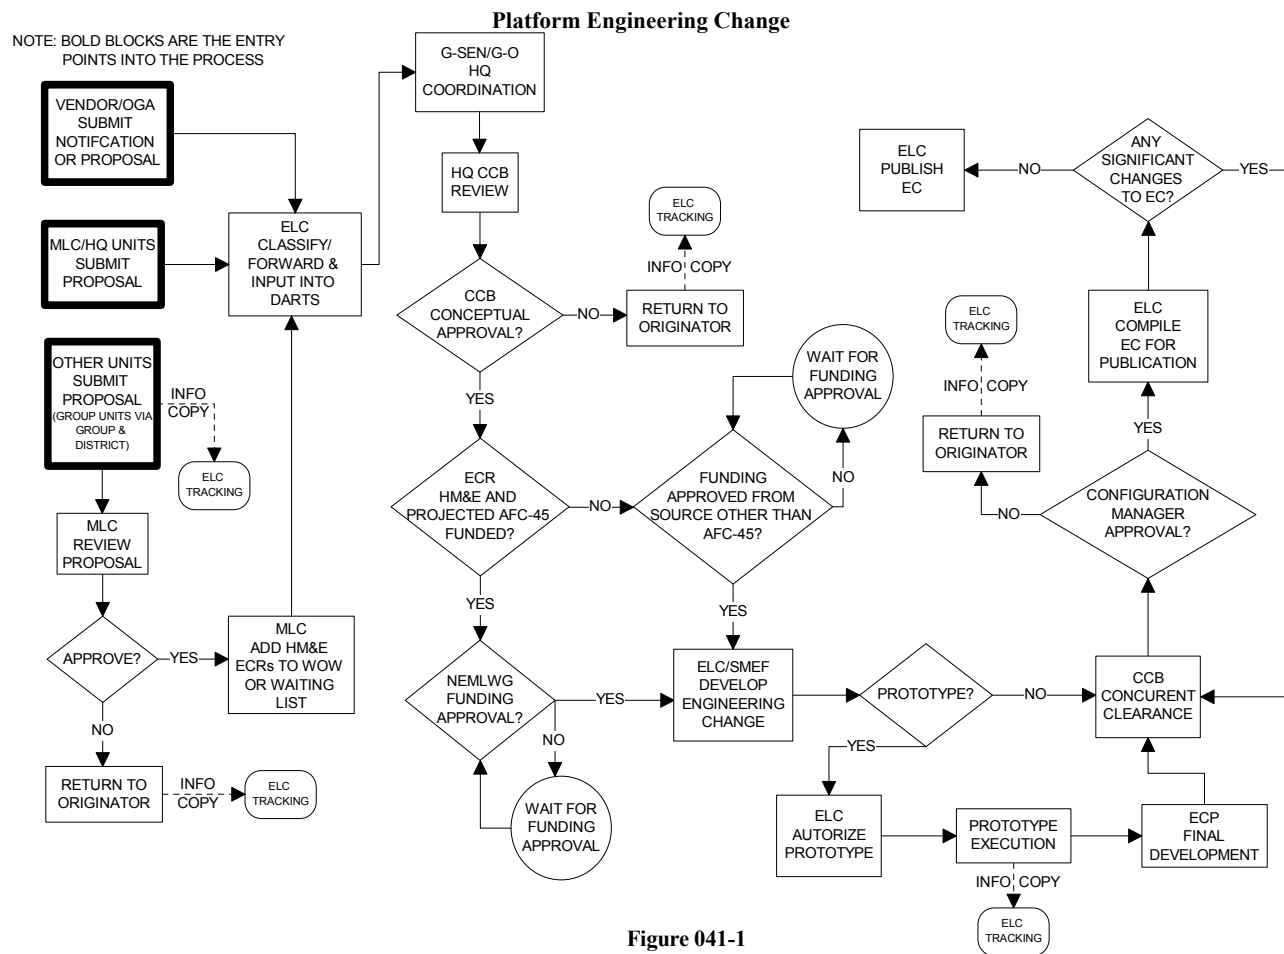 Platform Engineering Change
NOTE: BOLD BLOCKS ARE THE ENTRY
POINTS INTO THE PROCESS
VENDOR/OGA
SUBMIT
NOTIFCATION
OR PROPOSAL
MLC/HQ UNITS
SUBMIT
PROPOSAL
OTHER UNITS
SUBMIT
PROPOSAL
(GROUP UNITS VIA
GROUP &
DISTRICT)
INFO
COPY
ELC
TRACKING
MLC
REVIEW
PROPOSAL
APPROVE?
YES
NO
RETURN TO
ORIGINATOR
INFO
COPY
ELC
TRACKING
MLC
ADD HM&E
ECRs TO WOW
OR WAITING
LIST
ELC
CLASSIFY/
FORWARD &
INPUT INTO
DARTS
G-SEN/G-O
HQ
COORDINATION
HQ CCB
REVIEW
CCB
CONCEPTUAL
APPROVAL?
NO
RETURN TO
ORIGINATOR
INFO COPY
ELC
TRACKING
YES
ECR
HM&E AND
PROJECTED AFC-45
FUNDED?
NO
FUNDING
APPROVED FROM
SOURCE OTHER THAN
AFC-45?
NO
WAIT FOR
FUNDING
APPROVAL
YES
YES
NEMLWG
FUNDING
APPROVAL?
YES
NO
WAIT FOR
FUNDING
APPROVAL
ELC/SMEF
DEVELOP
ENGINEERING
CHANGE
PROTOTYPE?
NO
YES
ELC
AUTORIZE
PROTOTYPE
PROTOTYPE
EXECUTION
INFO COPY
ELC
TRACKING
ECP
FINAL
DEVELOPMENT
CCB
CONCURENT
CLEARANCE
CONFIGURATION
MANAGER
APPROVAL?
NO
RETURN TO
ORIGINATOR
INFO COPY
ELC
TRACKING
YES
ELC
COMPILE
EC FOR
PUBLICATION
ANY
SIGNIFICANT
CHANGES
TO EC?
YES
NO
ELC
PUBLISH
EC
Figure 041-1